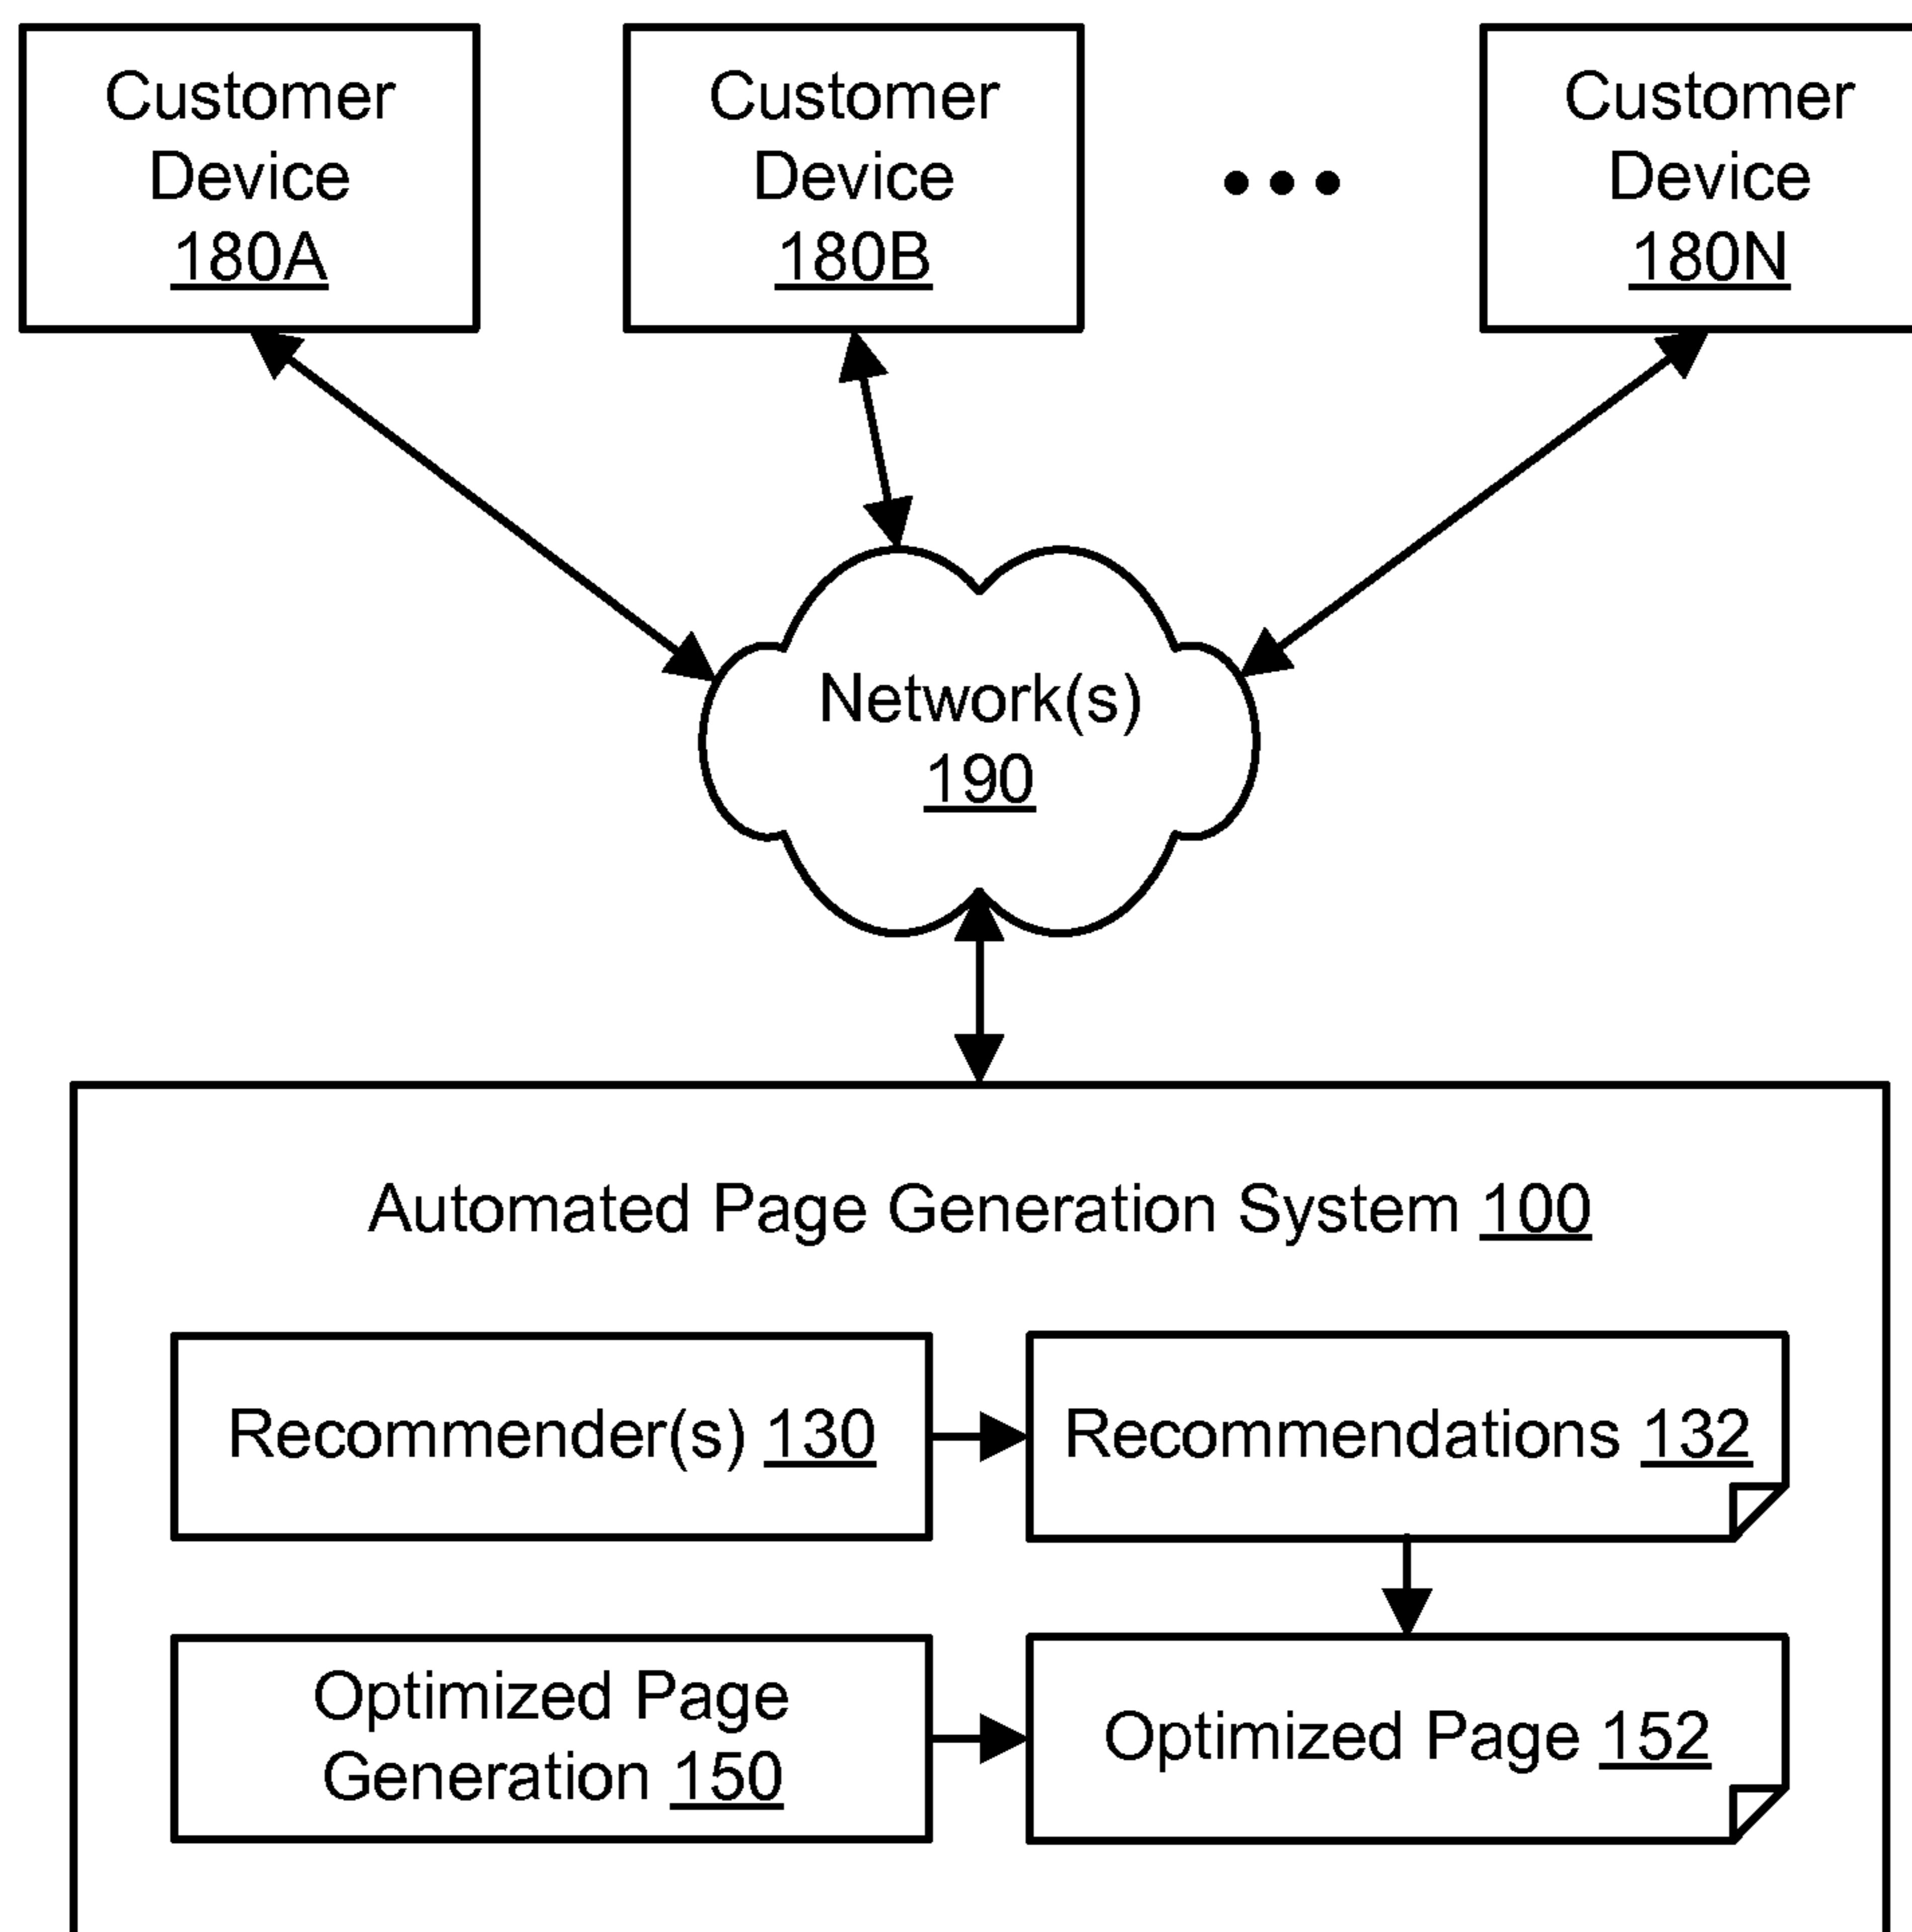 Customer
Device
180A
Customer
Device
180B
Customer
Device
180N
Network(s)
190
Automated Page Generation System 100
Recommender(s) 130
Recommendations 132
Optimized Page
Generation 150
Optimized Page 152